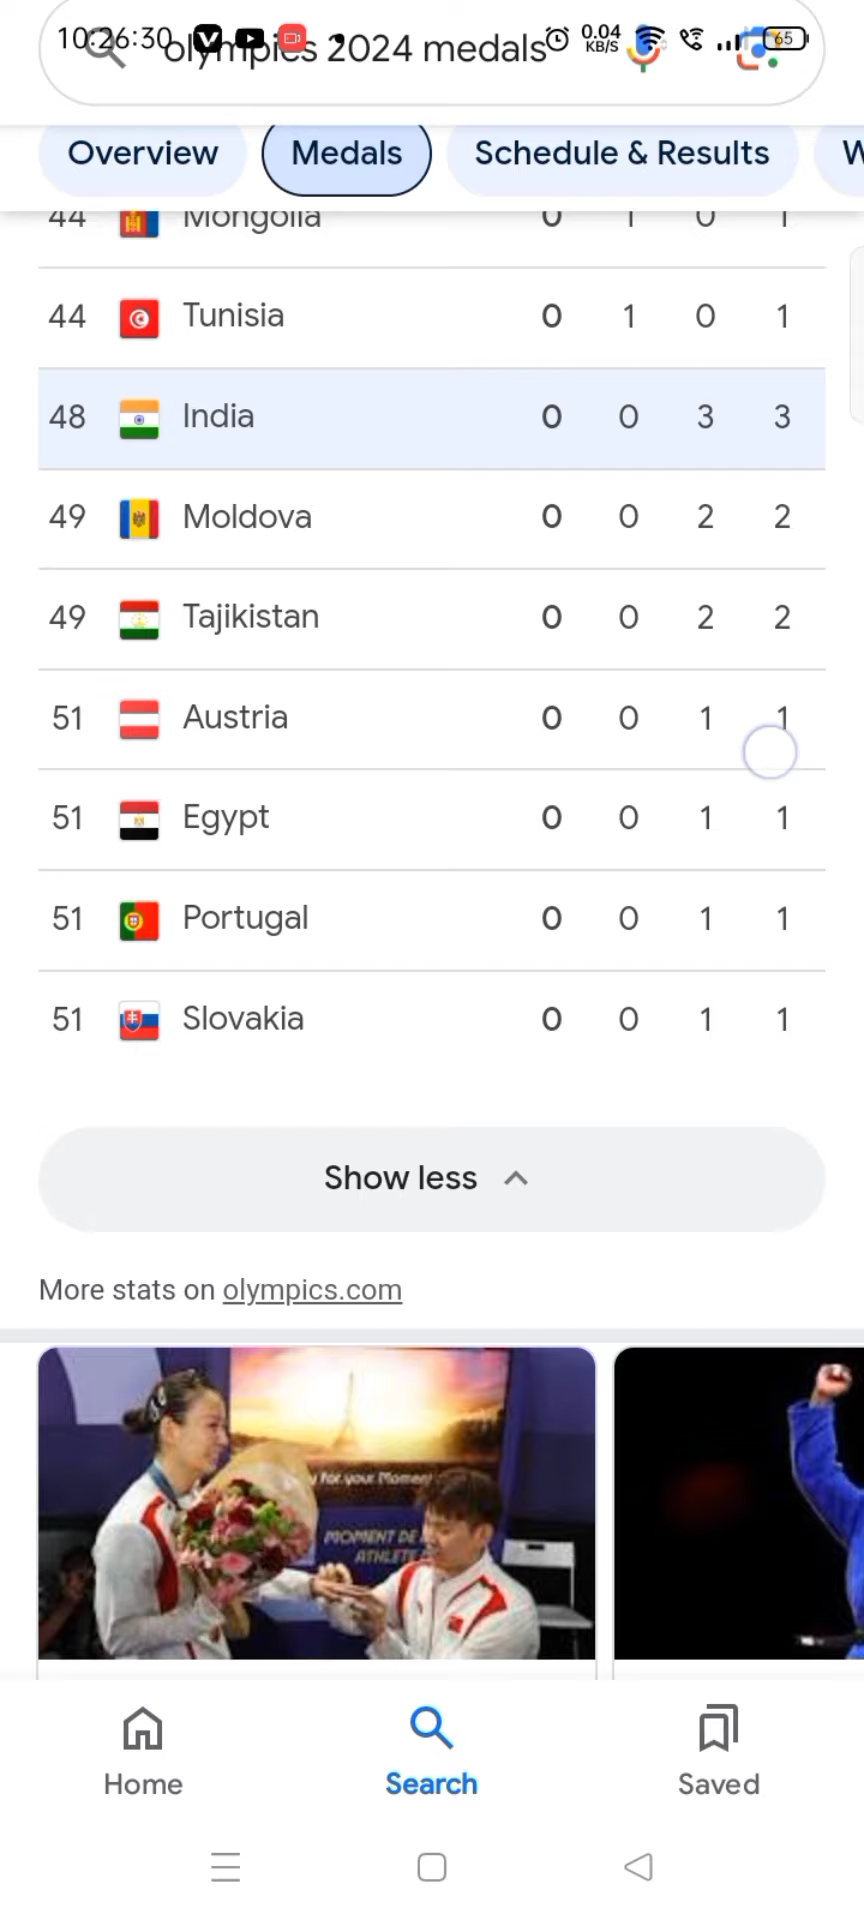 10:26:30 0.04 KB/S 65
olympics 2024 medals
Overview Medals Schedule & Results
44 Mongolia 0 1 0 1
44 Tunisia 0 1 0 1
48 India 0 0 3 3
49 Moldova 0 0 2 2
49 Tajikistan 0 0 2 2
51 Austria 0 0 1 1
51 Egypt 0 0 1 1
51 Portugal 0 0 1 1
51 Slovakia 0 0 1 1
Show less
More stats on olympics.com
MOMENT DE
Home Search Saved